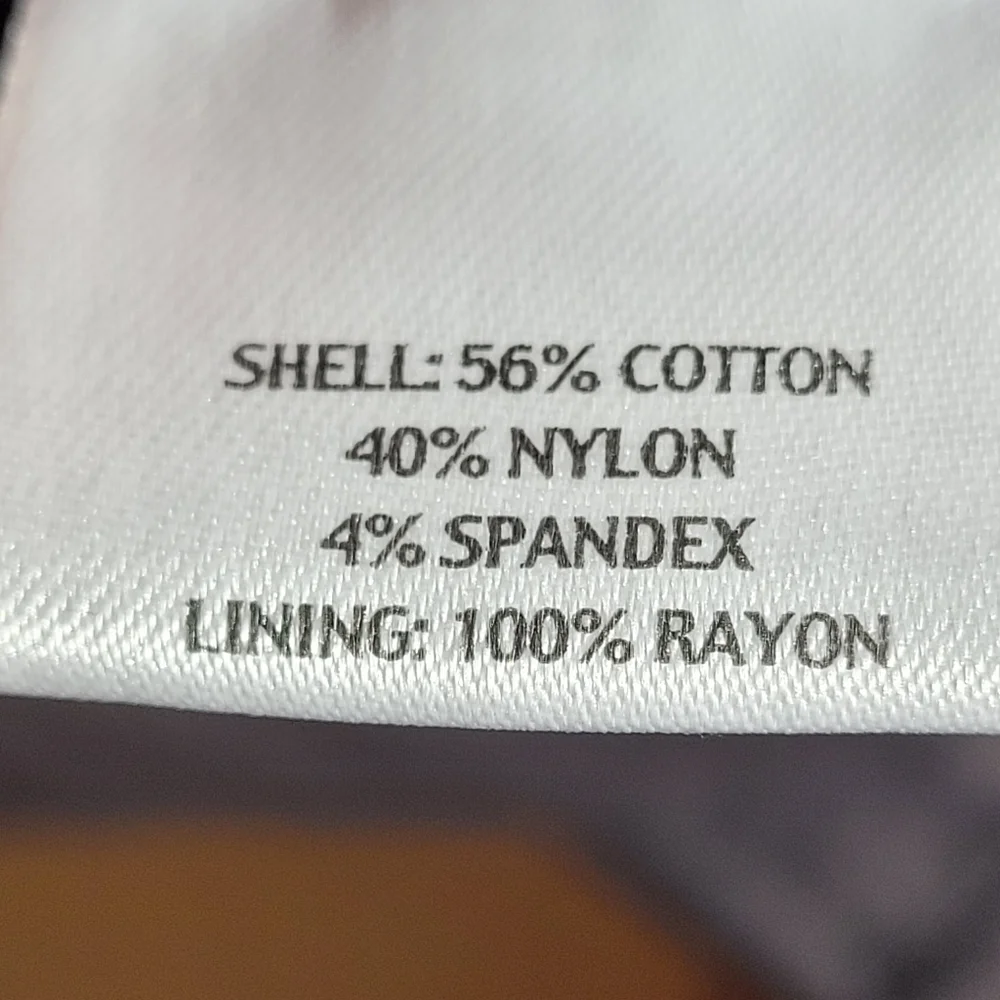 SHELL: 56% COTTON
40% NYLON
4% SPANDEX
LINING: 100% RAYON